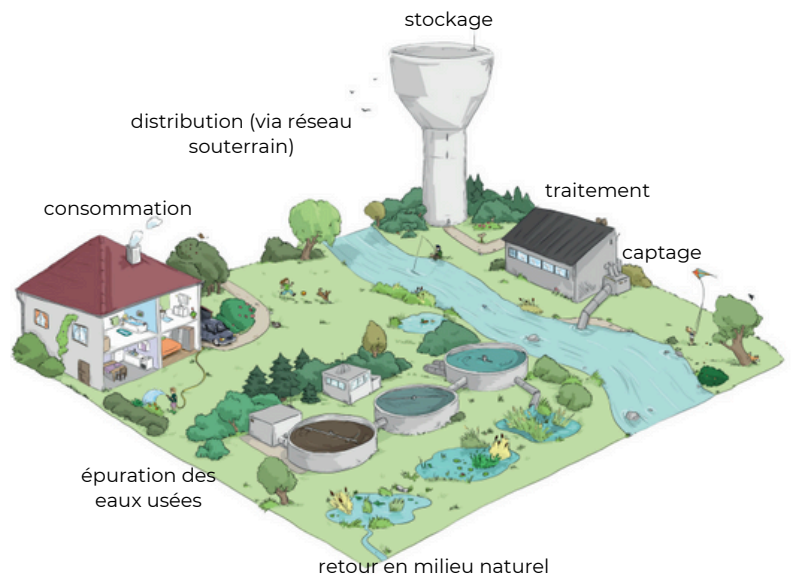 stockage
distribution (via réseau
souterrain)
traitement
consommation
captage
épuration des
eaux usées
retour en milieu naturel